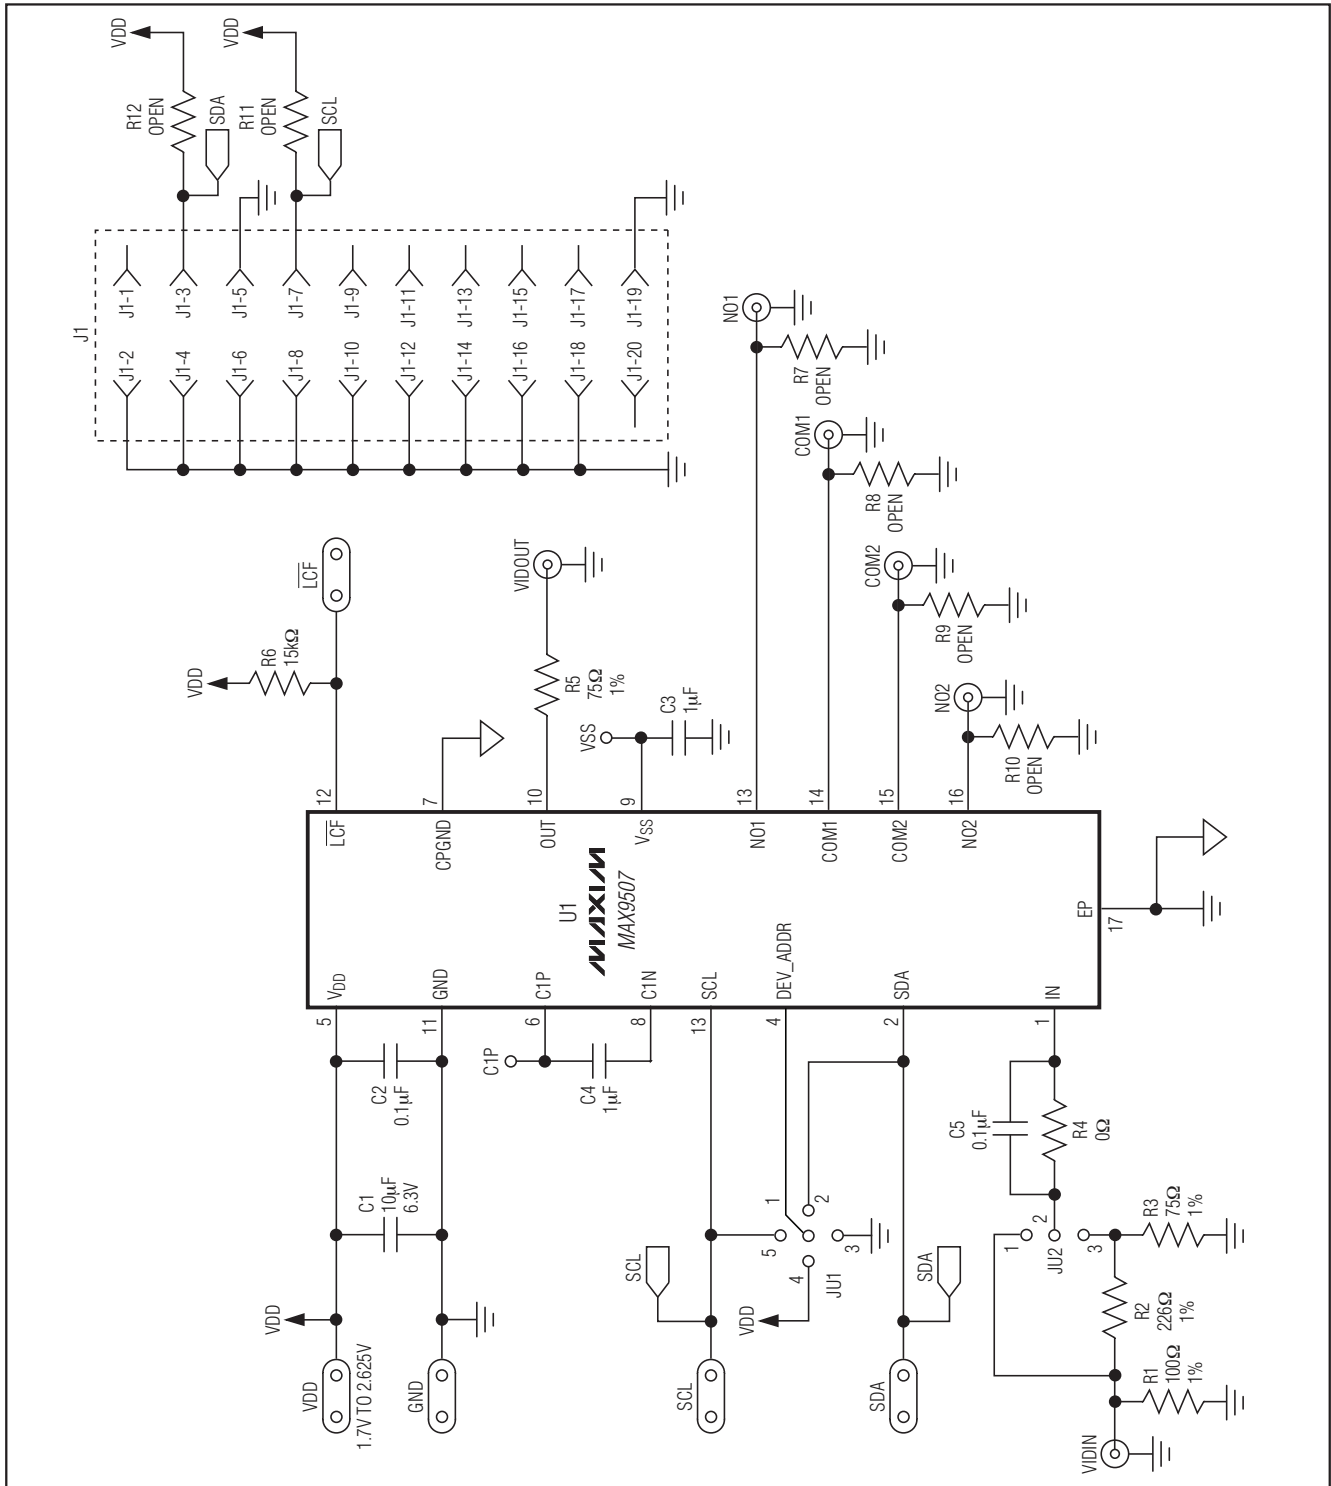 VDD
VDD
R12
OPEN
SDA
R11
OPEN
SCL
J1
J1-1
J1-3
J1-5
J1-7
J1-9
J1-11
J1-13
J1-15
J1-17
J1-19
J1-2
J1-4
J1-6
J1-8
J1-10
J1-12
J1-14
J1-16
J1-18
J1-20
NO1
R7
OPEN
COM1
R8
OPEN
COM2
R9
OPEN
NO2
R10
OPEN
LCF
VDD
R6
15kΩ
VIDOUT
R5
75Ω
1%
VSS
C3
1µF
12
7
10
9
13
14
15
16
LCF
CPGND
OUT
VSS
NO1
COM1
COM2
NO2
U1
MAXIM
MAX9507
EP
17
VDD
GND
C1P
C1N
SCL
DEV_ADDR
SDA
IN
5
11
6
8
13
4
2
1
C2
0.1µF
C1P
C4
1µF
C1
10µF
6.3V
C5
0.1µF
R4
0Ω
1
2
3
4
5
JU1
VDD
SCL
SDA
1
2
3
JU2
R3
75Ω
1%
R2
226Ω
1%
R1
100Ω
1%
VDD
VDD
1.7V TO 2.625V
GND
SCL
SDA
VIDIN